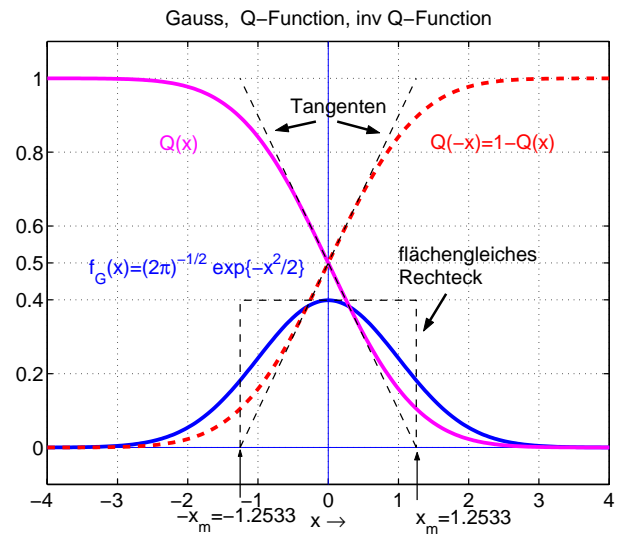 Gauss,  Q−Function, inv Q−Function
1
0.8
0.6
0.5
0.4
0.2
0
Tangenten
Q(x)
Q(−x)=1−Q(x)
f_G(x)=(2π)^{−1/2} exp{−x^2/2}
flächengleiches
Rechteck
−4
−3
−2
−1
0
1
2
3
4
−x_m=−1.2533
x →
x_m=1.2533